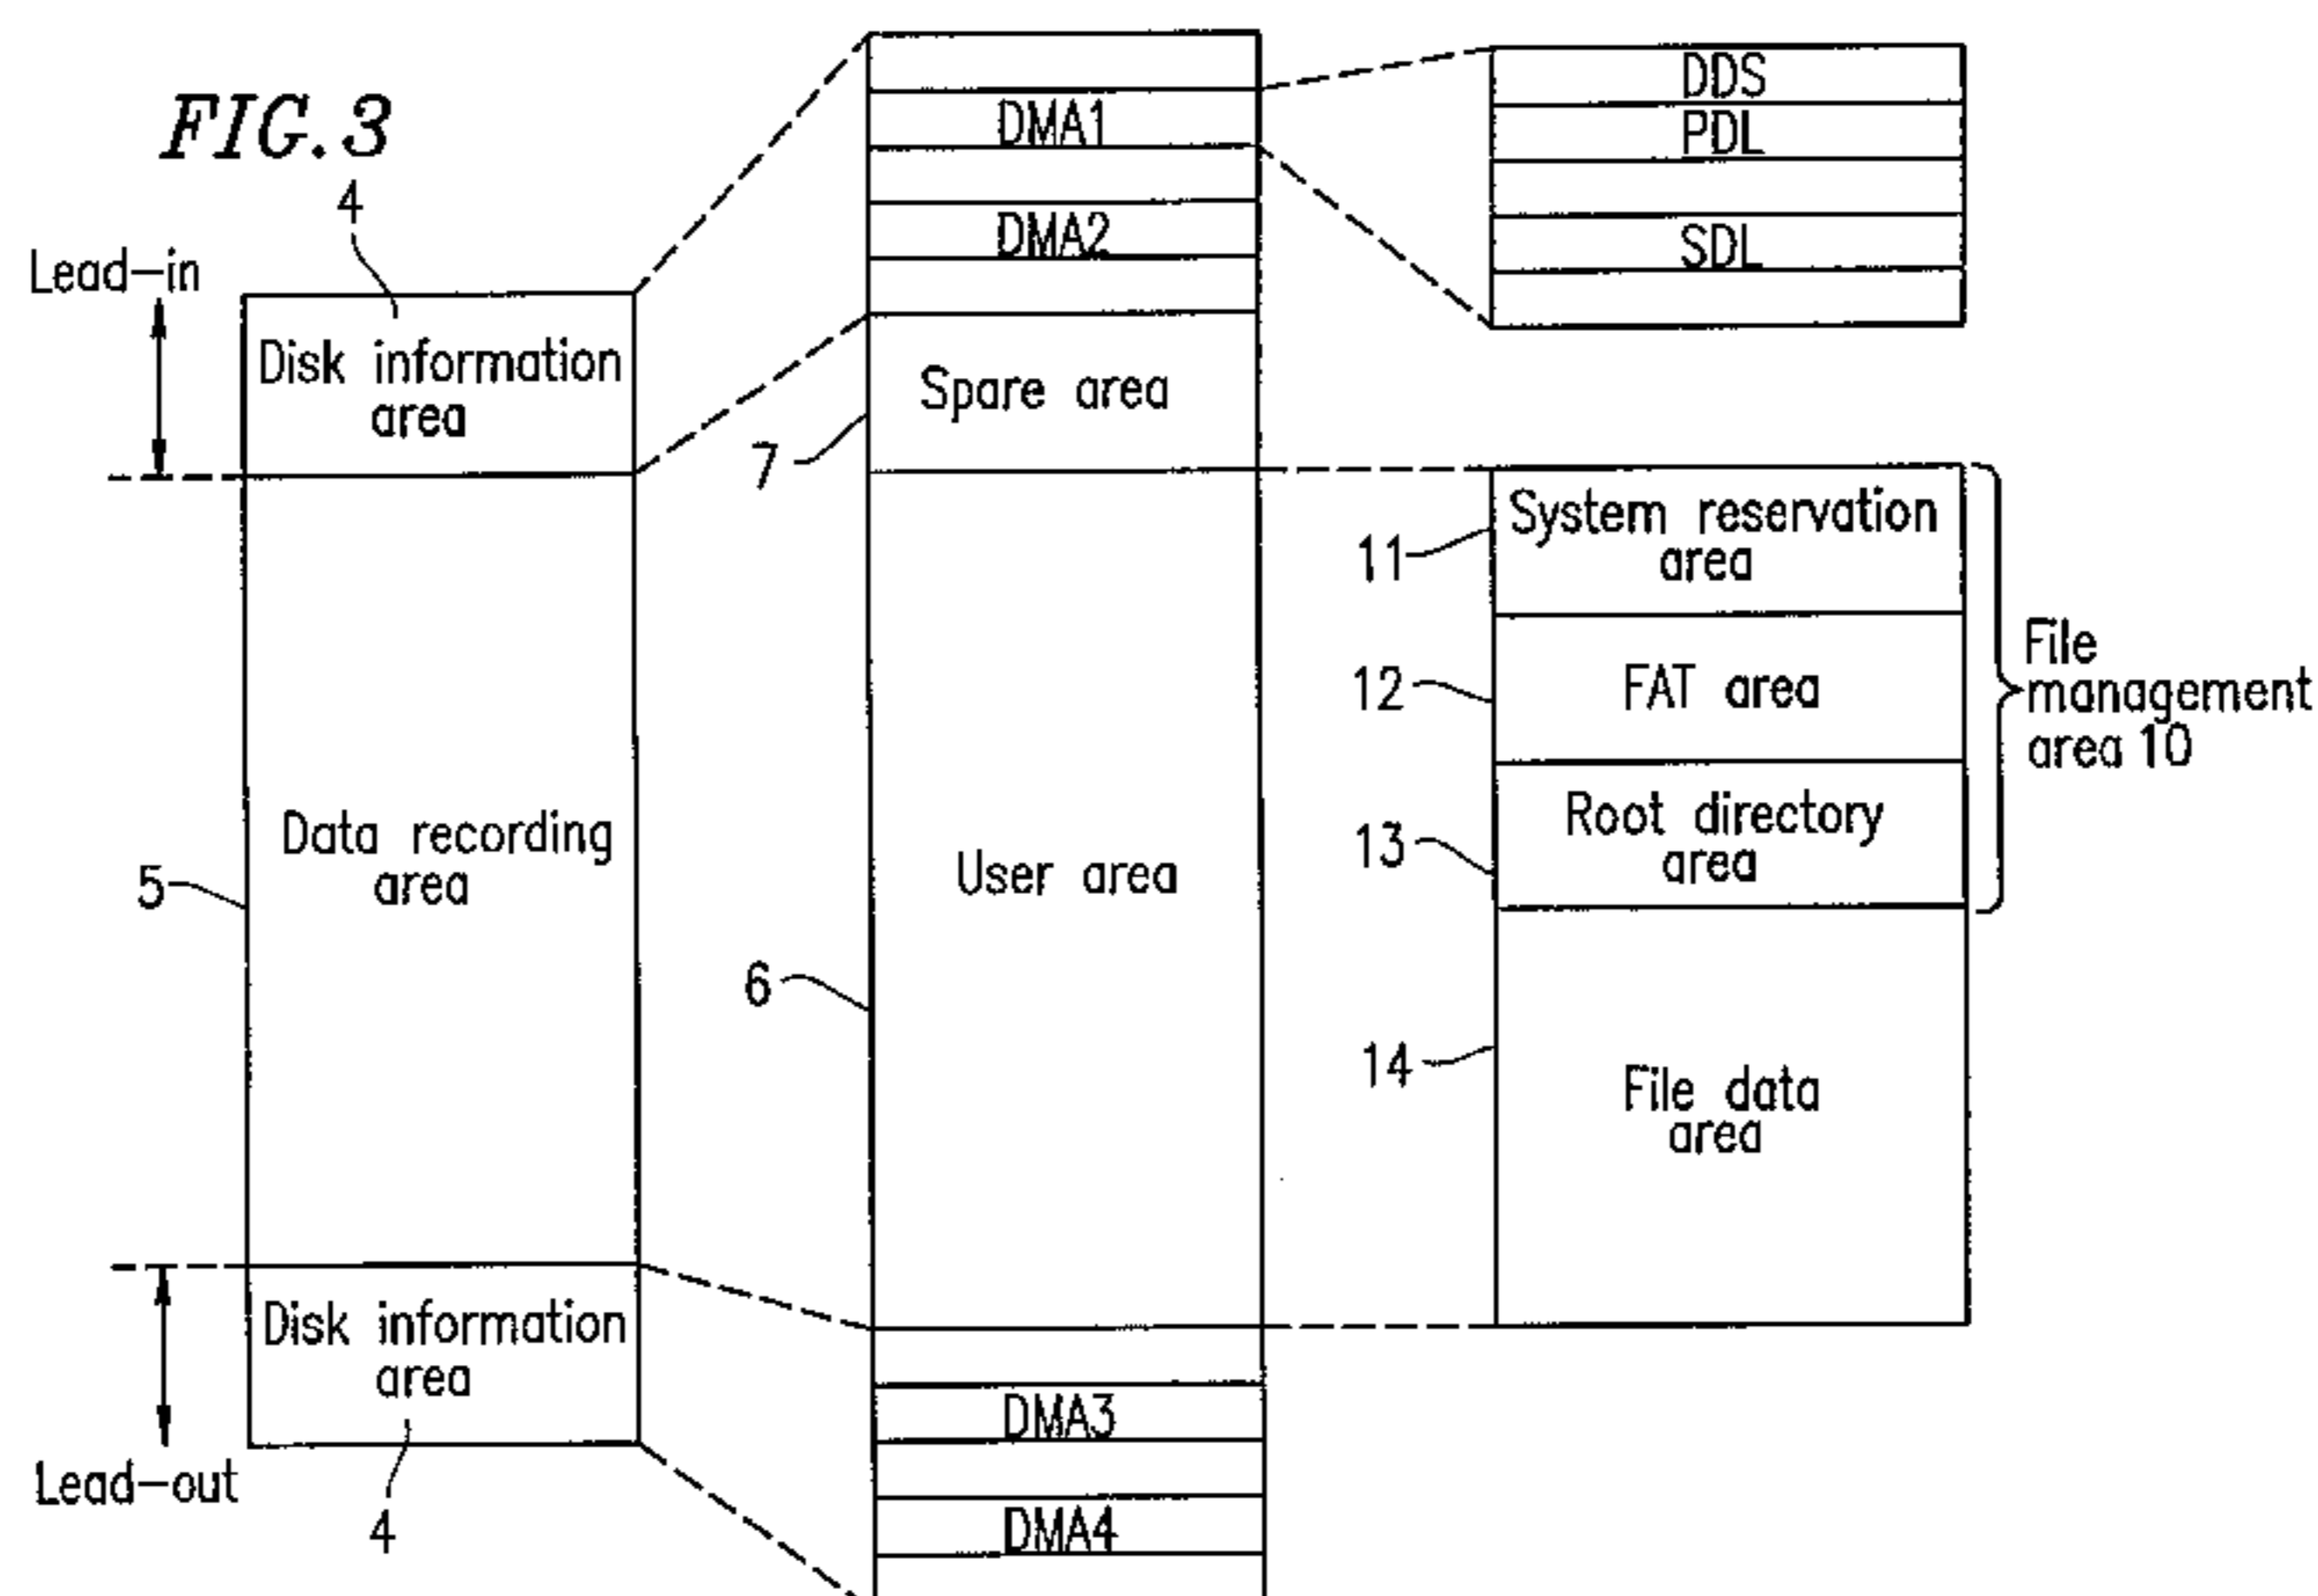 FIG.3
4
Lead-in
Disk information
area
5
Data recording
area
Disk information
area
Lead-out
4
DMA1
DMA2
7
Spare area
6
User area
DMA3
DMA4
DDS
PDL
SDL
11
System reservation
area
12
FAT area
13
Root directory
area
14
File data
area
File
management
area 10